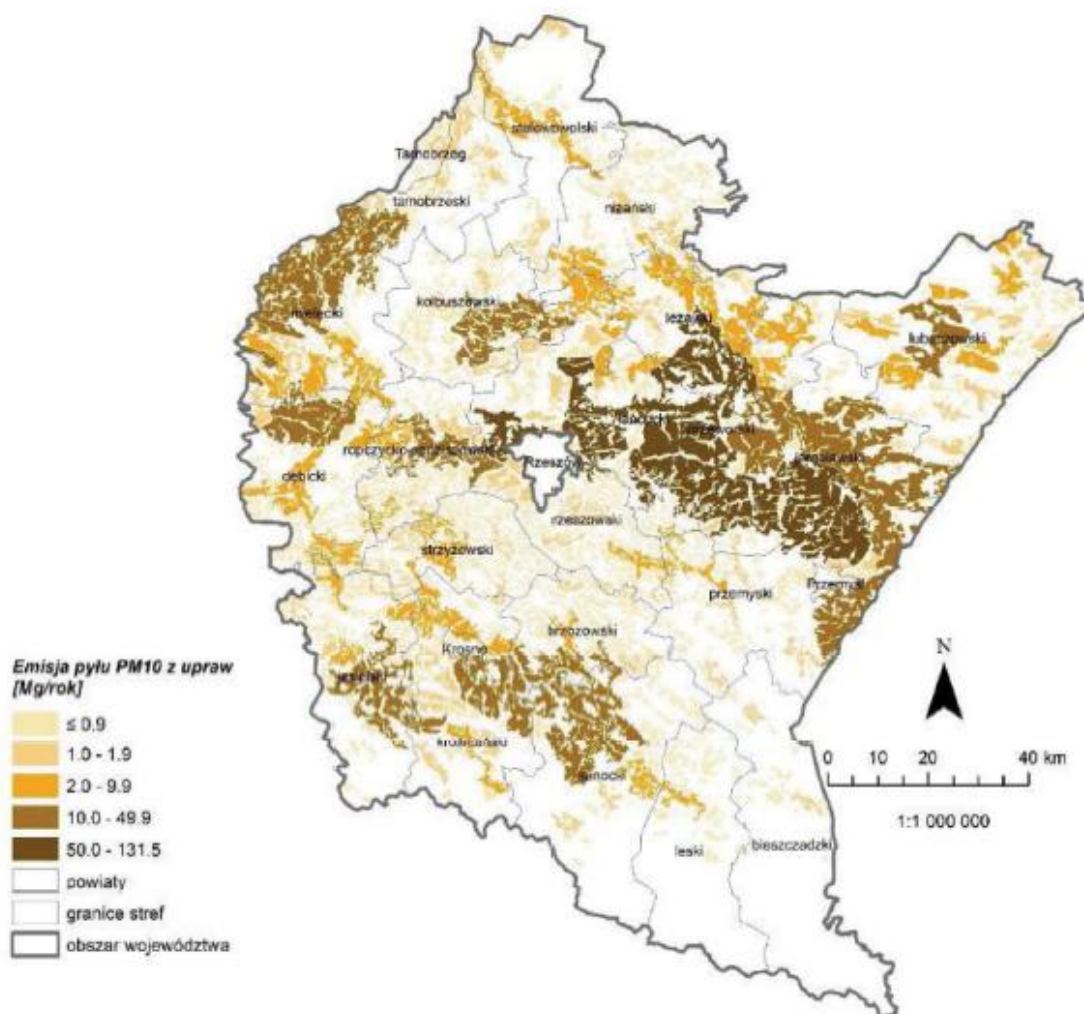 stalowowolski
Tarnobrzeg
tarnobrzeski
niżański
kolbuszowski
mielecki
leżajski
lubaczowski
przeworski
jarosławski
Rzeszów
dębicki
rzeszowski
strzyżowski
Przemyśl
przemyski
brzozowski
Krosno
jasielski
krośnieński
sanocki
leski
bieszczadzki
Emisja pyłu PM10 z upraw
[Mg/rok]
≤ 0.9
1.0 - 1.9
2.0 - 9.9
10.0 - 49.9
50.0 - 131.5
powiaty
granice stref
obszar województwa
N
0 10 20 40 km
1:1 000 000